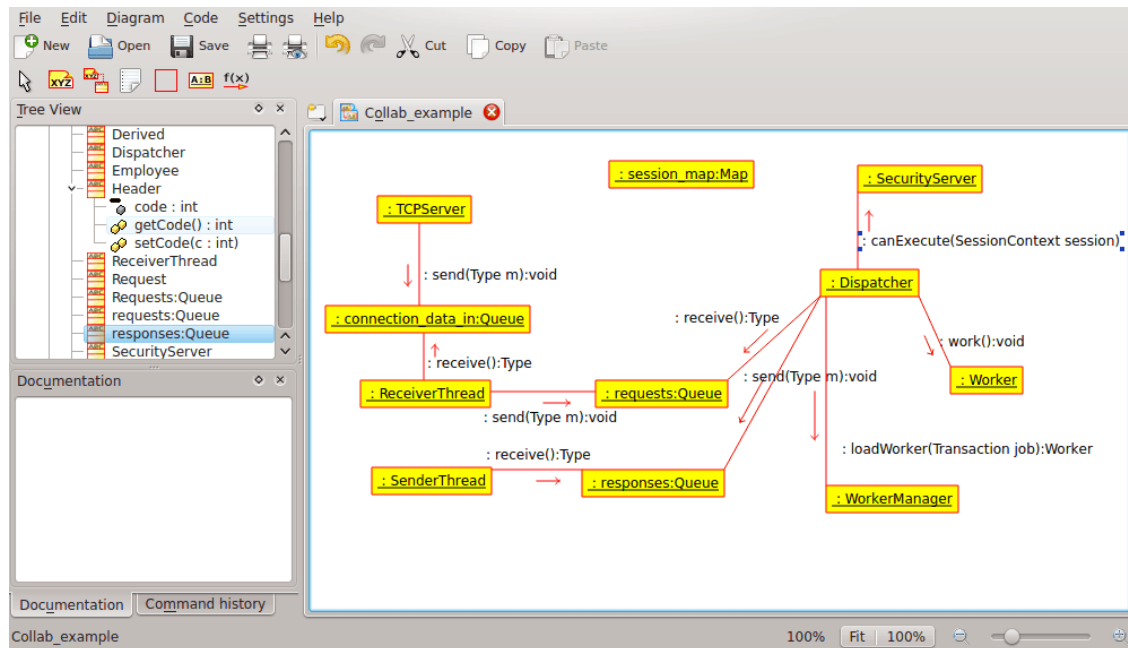 File Edit Diagram Code Settings Help
New Open Save Cut Copy Paste
XYZ A:B f(x)
Tree View
Collab_example
Derived
Dispatcher
Employee
Header
code : int
getCode() : int
setCode(c : int)
ReceiverThread
Request
Requests:Queue
requests:Queue
responses:Queue
SecurityServer
Documentation
Documentation Command history
: session_map:Map
: SecurityServer
: TCPServer
: canExecute(SessionContext session)
: send(Type m):void
: Dispatcher
: connection_data_in:Queue
: receive():Type
: work():void
: receive():Type
: send(Type m):void
: Worker
: ReceiverThread
: requests:Queue
: send(Type m):void
: loadWorker(Transaction job):Worker
: receive():Type
: SenderThread
: responses:Queue
: WorkerManager
Collab_example 100% Fit 100%